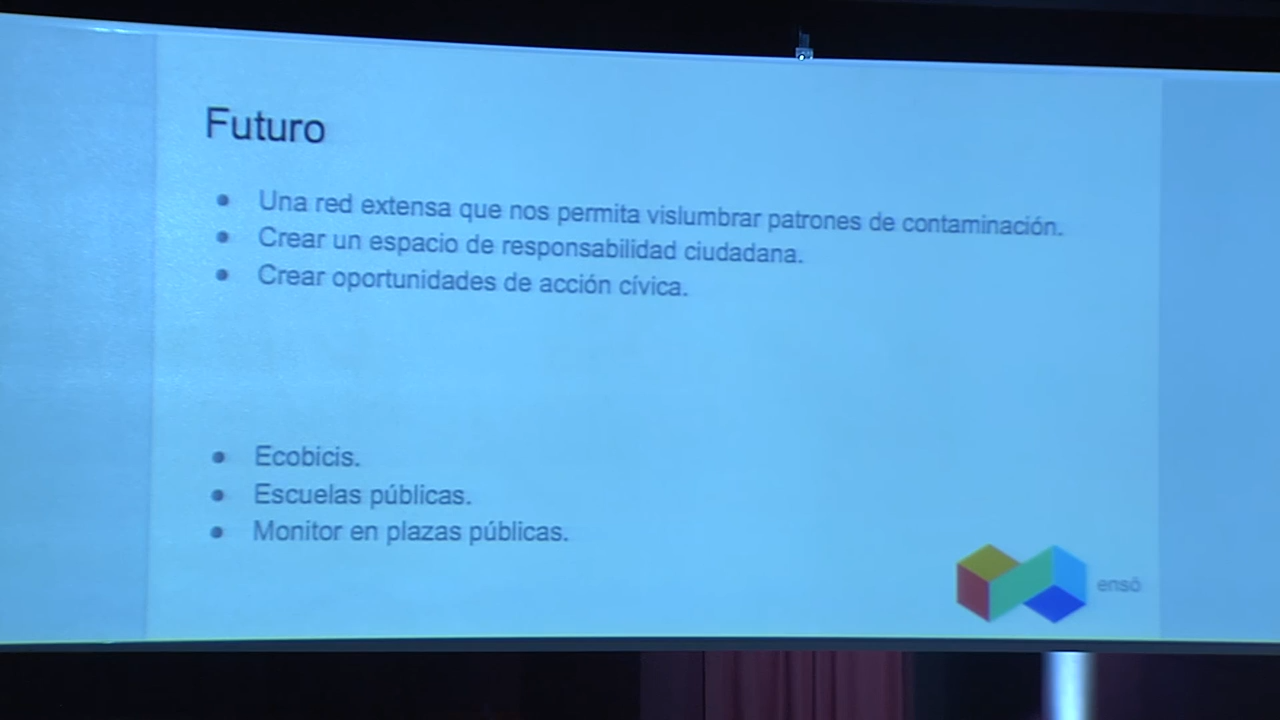 Futuro
● Una red extensa que nos permita vislumbrar patrones de contaminación.
● Crear un espacio de responsabilidad ciudadana.
● Crear oportunidades de acción cívica.
● Ecobicis.
● Escuelas públicas.
● Monitor en plazas públicas.
ensō